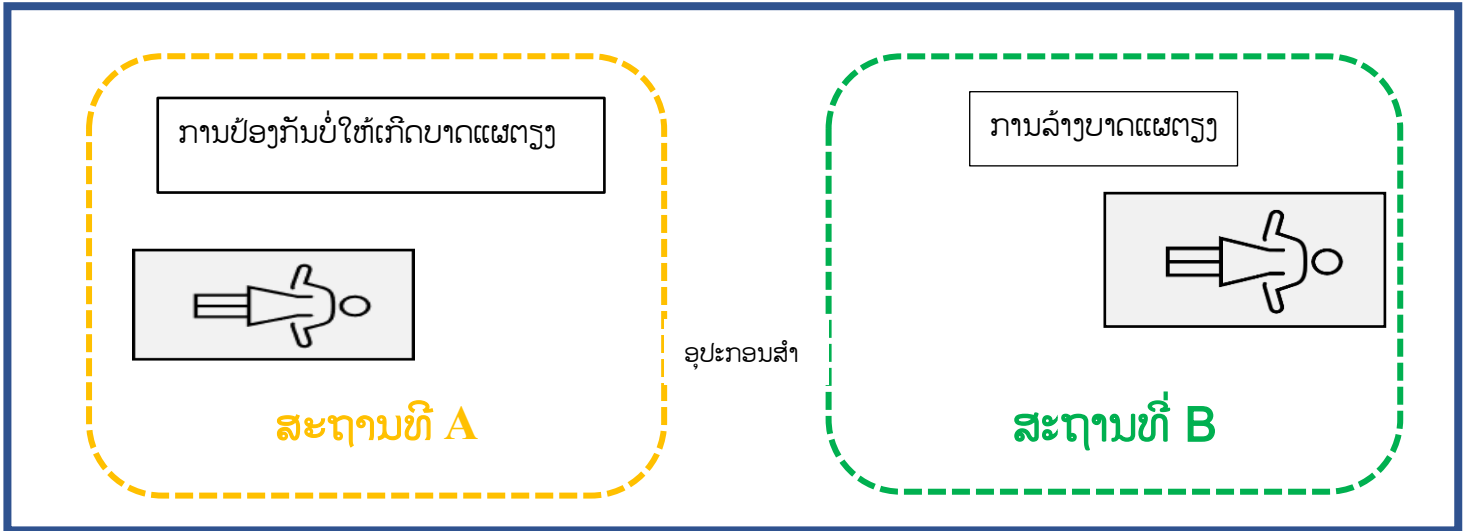 ການປ້ອງກັນບໍ່ໃຫ້ເກີດບາດແຜຕຽງ
ການລ້າງບາດແຜຕຽງ
ອຸປະກອນສຳ
ສະຖານທີ A
ສະຖານທີ່ B